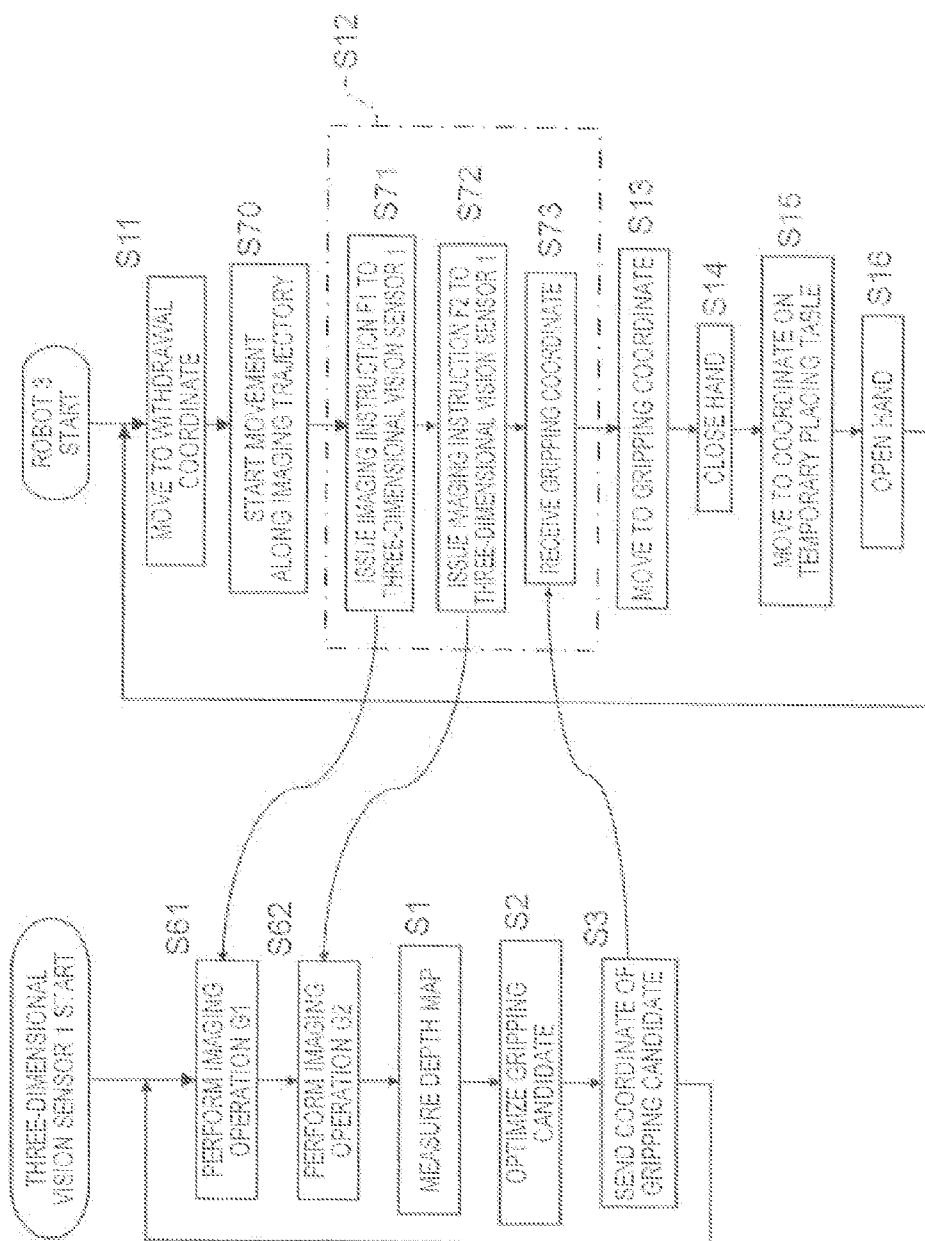 THREE-DIMENSIONAL
VISION SENSOR 1 START
S61
PERFORM IMAGING
OPERATION G1
S62
PERFORM IMAGING
OPERATION G2
S1
MEASURE DEPTH MAP
S2
OPTIMIZE GRIPPING
CANDIDATE
S3
SEND COORDINATE OF
GRIPPING CANDIDATE
ROBOT 3
START
S11
MOVE TO WITHDRAWAL
COORDINATE
S70
START MOVEMENT
ALONG IMAGING TRAJECTORY
S12
S71
ISSUE IMAGING INSTRUCTION F1 TO
THREE-DIMENSIONAL VISION SENSOR 1
S72
ISSUE IMAGING INSTRUCTION F2 TO
THREE-DIMENSIONAL VISION SENSOR 1
S73
RECEIVE GRIPPING COORDINATE
S13
MOVE TO GRIPPING COORDINATE
S14
CLOSE HAND
S15
MOVE TO COORDINATE ON
TEMPORARY PLACING TABLE
S16
OPEN HAND